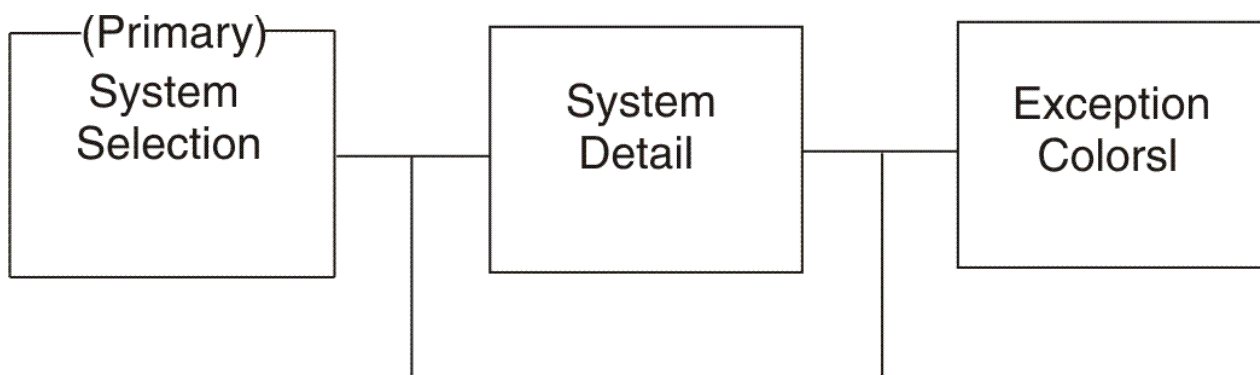 (Primary)
System
Selection
System
Detail
Exception
Colorsl